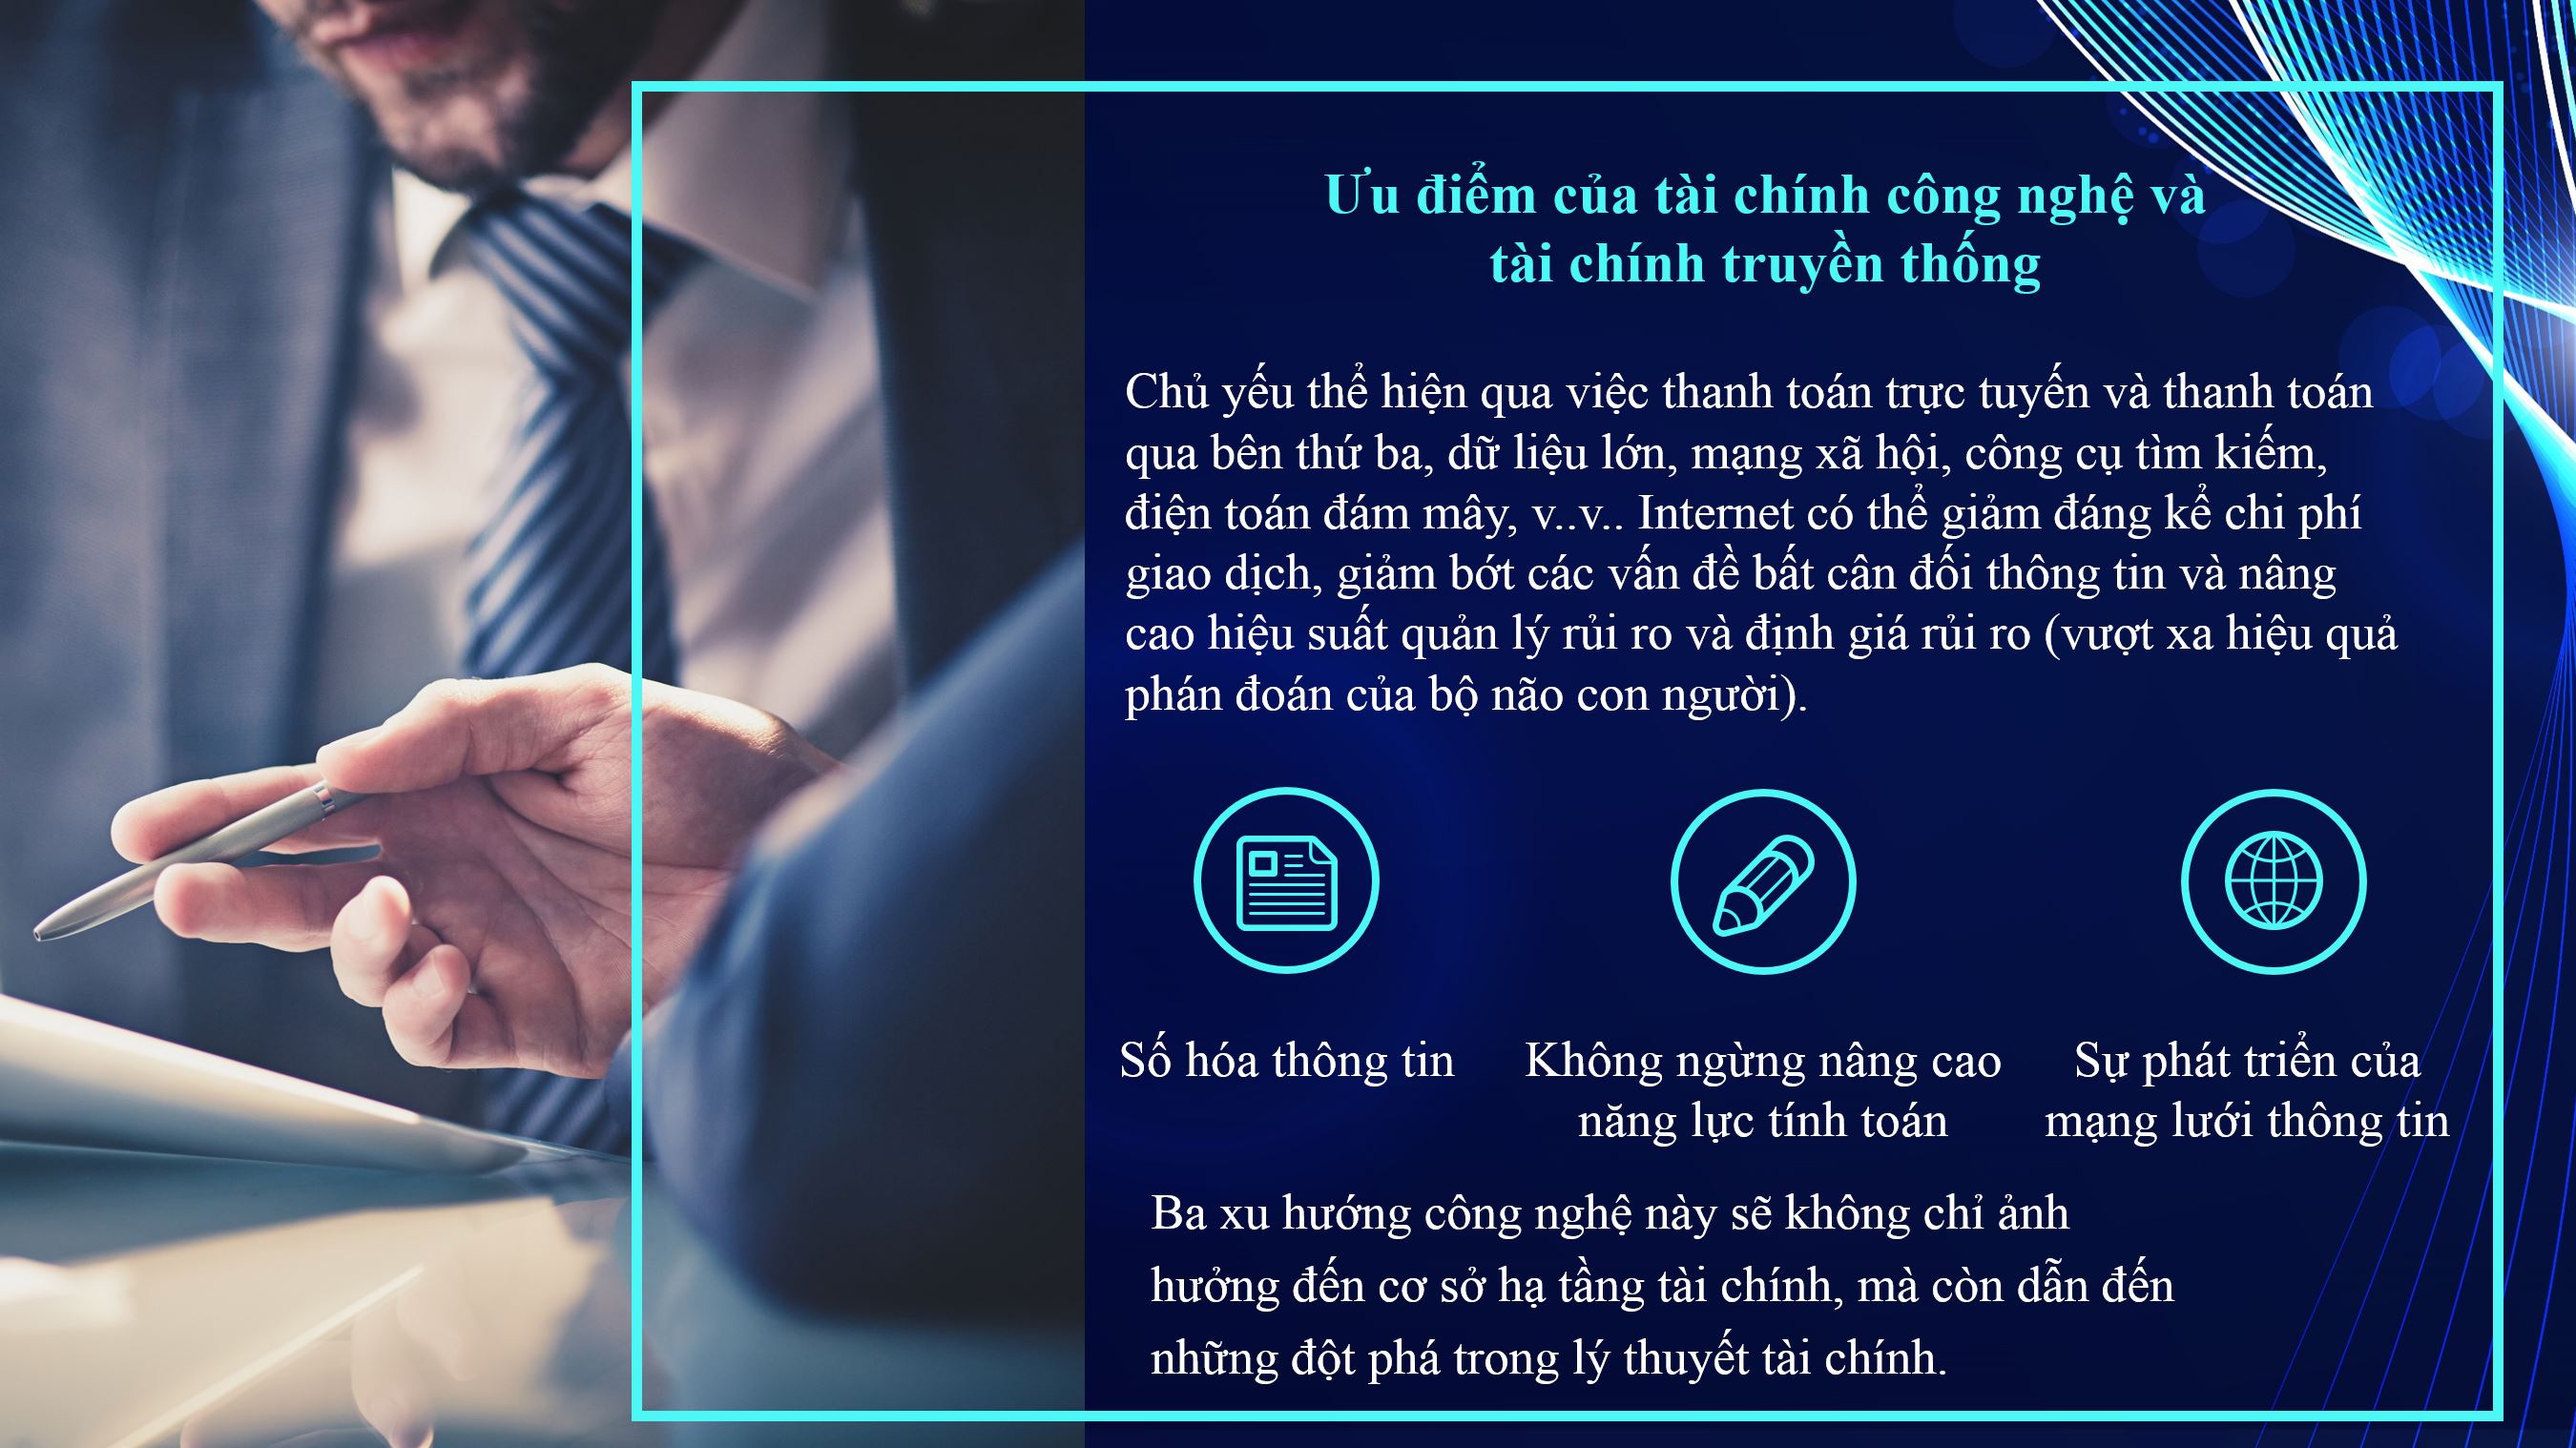 Ưu điểm của tài chính công nghệ và
tài chính truyền thống
Chủ yếu thể hiện qua việc thanh toán trực tuyến và thanh toán
qua bên thứ ba, dữ liệu lớn, mạng xã hội, công cụ tìm kiếm,
điện toán đám mây, v..v.. Internet có thể giảm đáng kể chi phí
giao dịch, giảm bớt các vấn đề bất cân đối thông tin và nâng
cao hiệu suất quản lý rủi ro và định giá rủi ro (vượt xa hiệu quả
phán đoán của bộ não con người).
Số hóa thông tin
Không ngừng nâng cao
năng lực tính toán
Sự phát triển của
mạng lưới thông tin
Ba xu hướng công nghệ này sẽ không chỉ ảnh
hưởng đến cơ sở hạ tầng tài chính, mà còn dẫn đến
những đột phá trong lý thuyết tài chính.